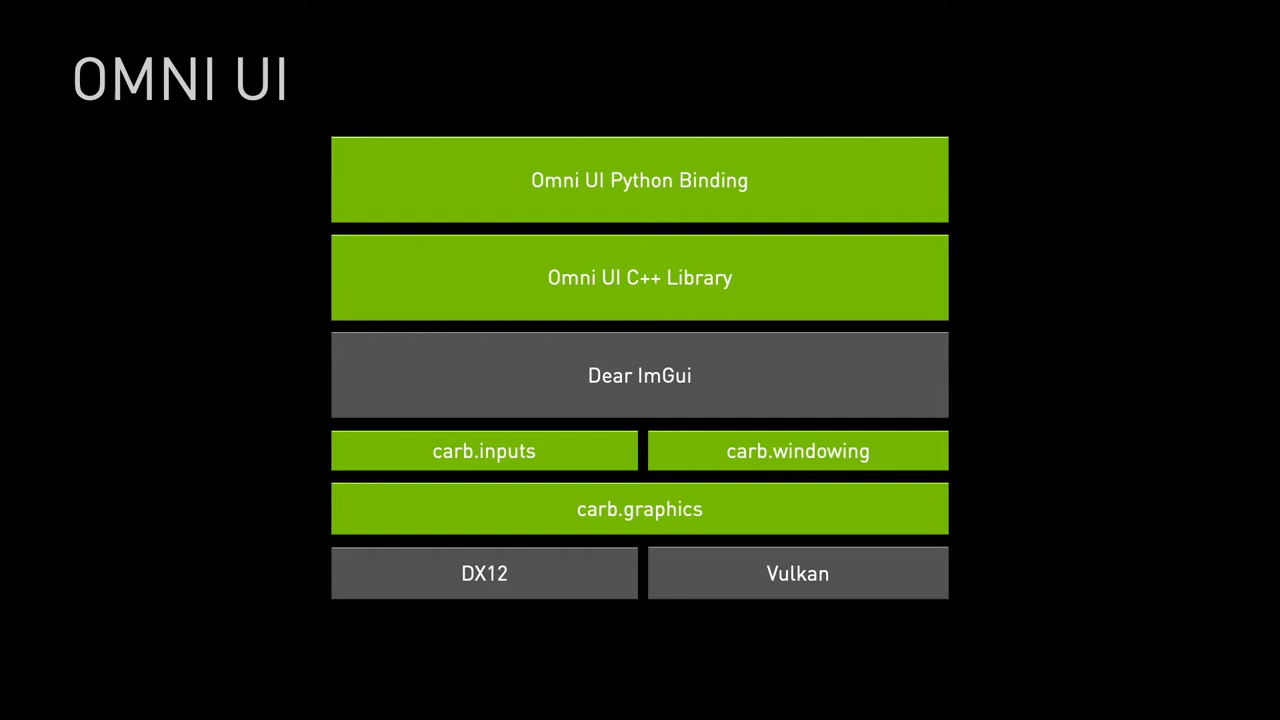 OMNI UI
Omni UI Python Binding
Omni UI C++ Library
Dear ImGui
carb.inputs
carb.windowing
carb.graphics
DX12
Vulkan